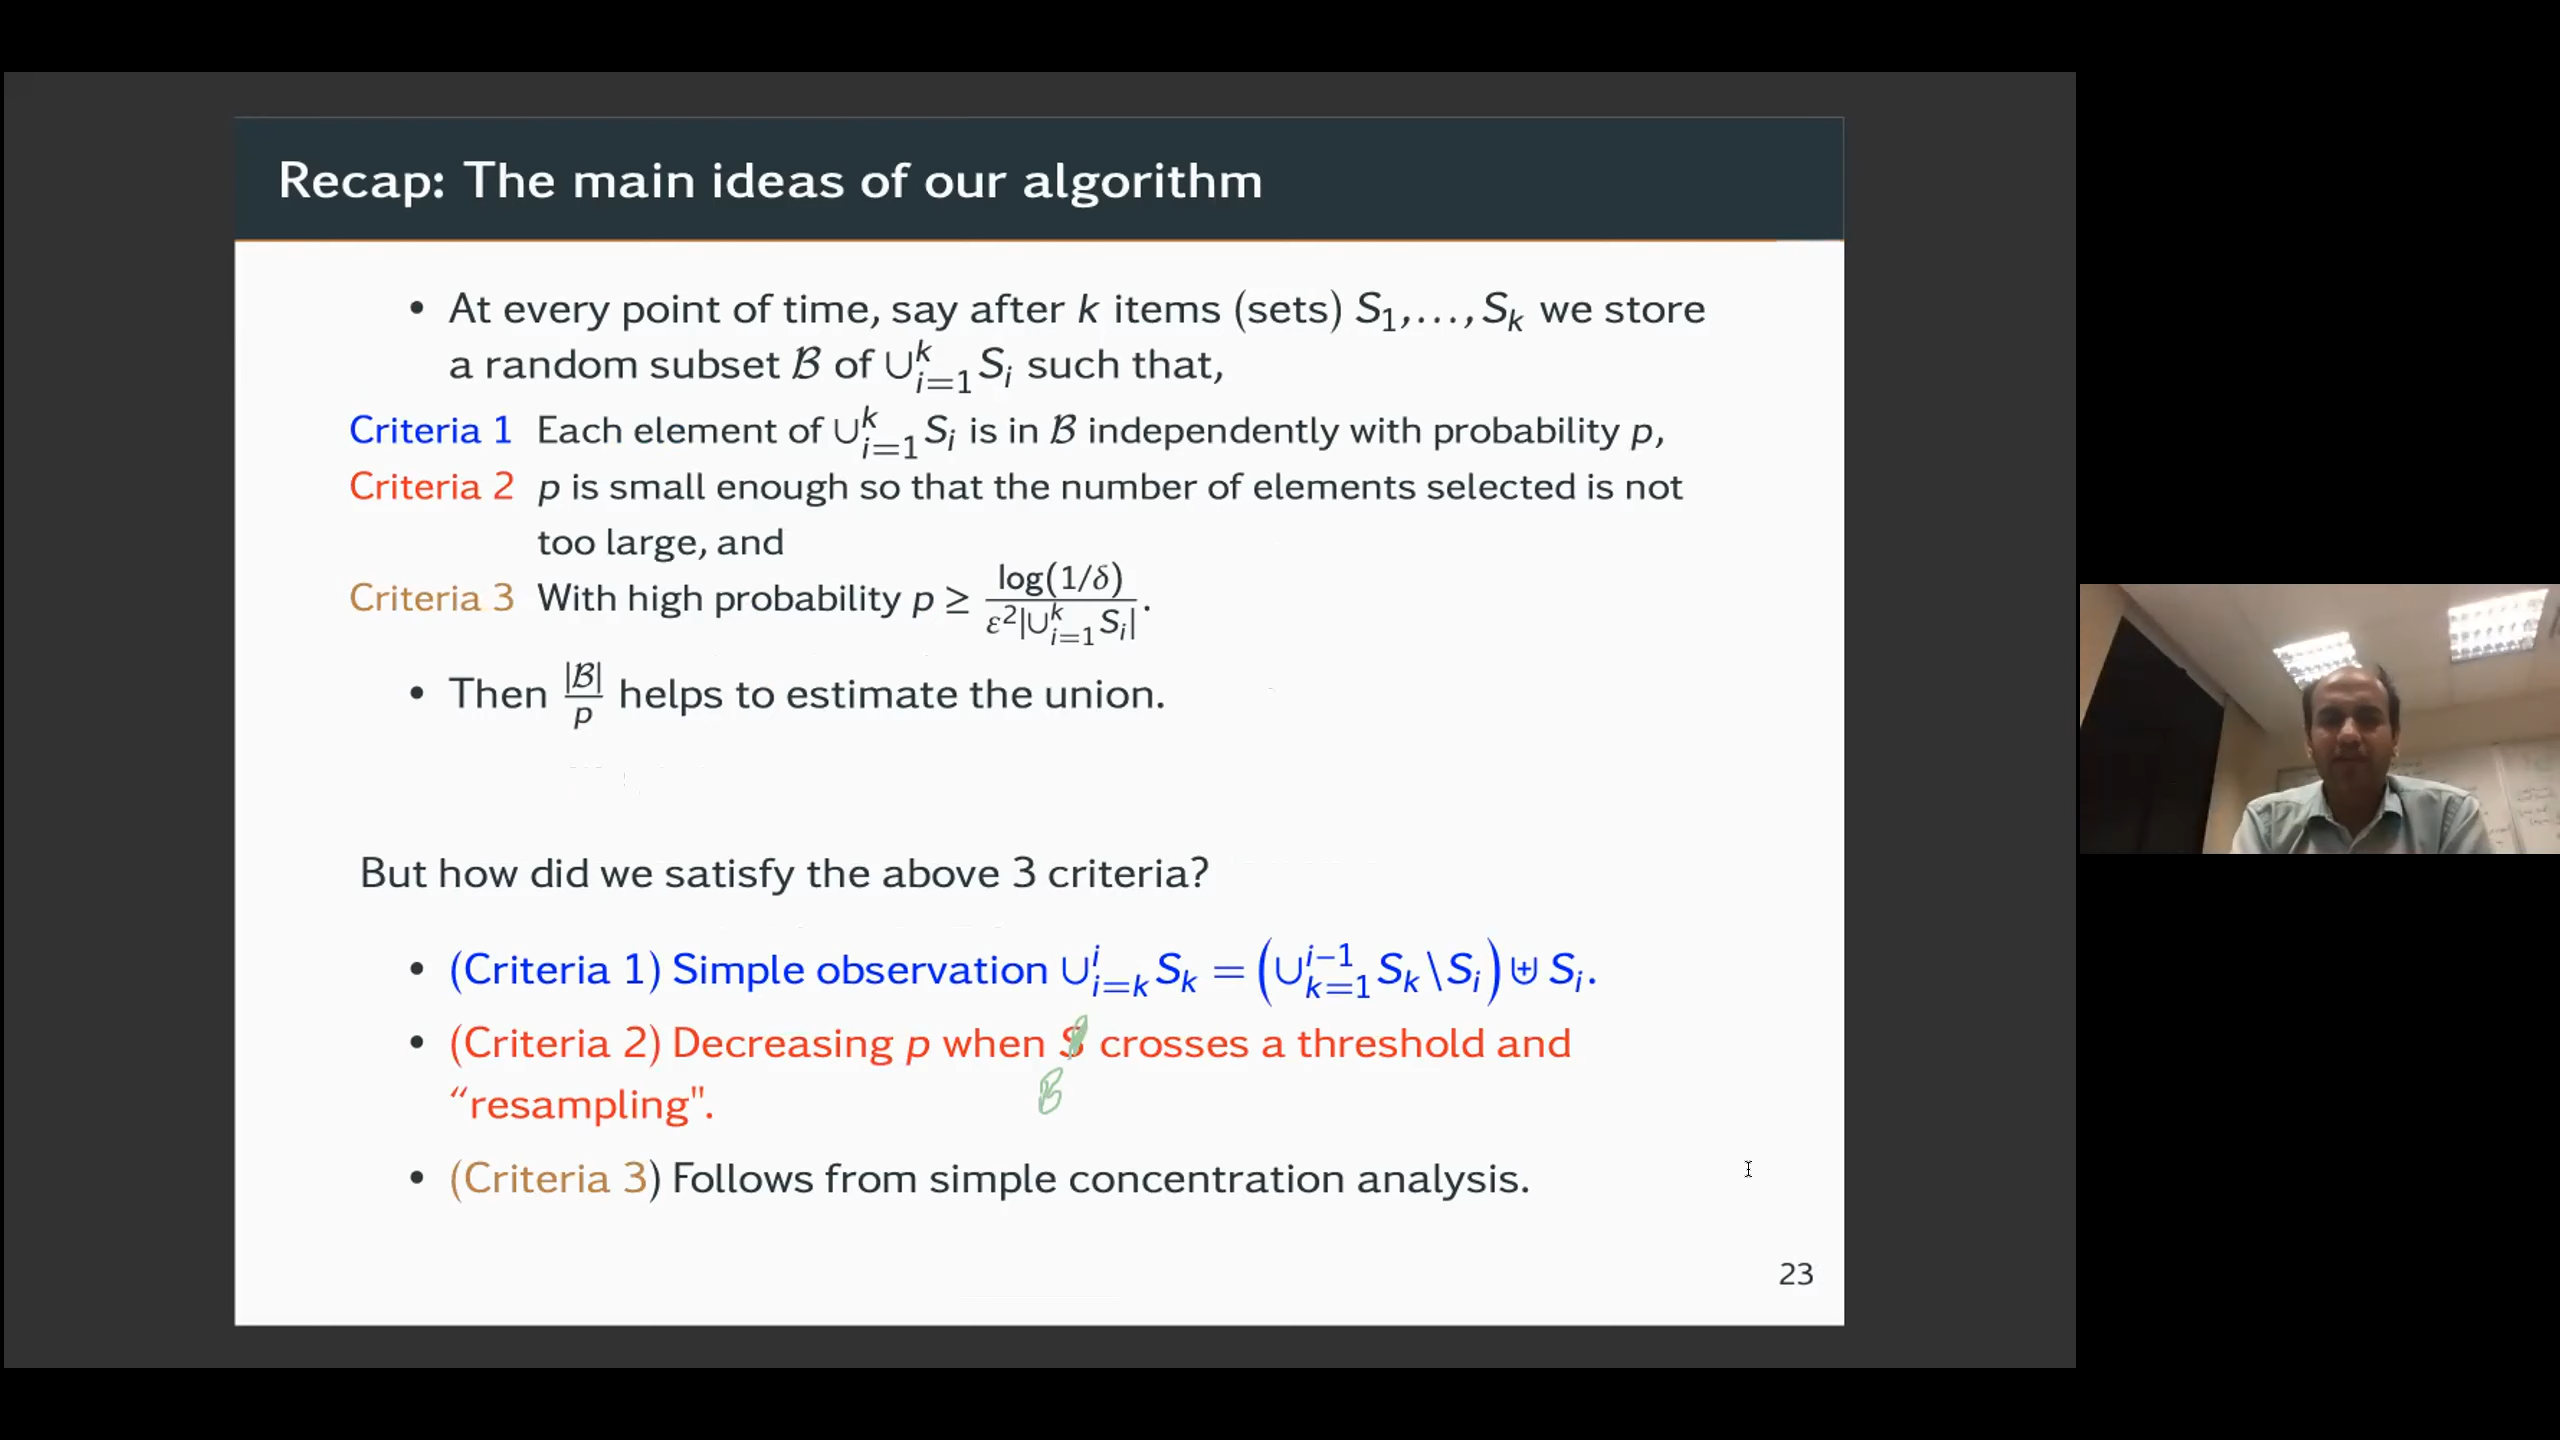 Recap: The main ideas of our algorithm
• At every point of time, say after k items (sets) S₁,…,Sₖ we store
a random subset ℬ of ∪ᵏᵢ₌₁ Sᵢ such that,
Criteria 1 Each element of ∪ᵏᵢ₌₁ Sᵢ is in ℬ independently with probability p,
Criteria 2 p is small enough so that the number of elements selected is not
too large, and
Criteria 3 With high probability p ≥ log(1/δ) / ε²|∪ᵏᵢ₌₁ Sᵢ|.
• Then |ℬ|/p helps to estimate the union.
But how did we satisfy the above 3 criteria?
• (Criteria 1) Simple observation ∪ⁱᵢ₌ₖ Sₖ = (∪ⁱ⁻¹ₖ₌₁ Sₖ \ Sᵢ) ⊎ Sᵢ.
• (Criteria 2) Decreasing p when S crosses a threshold and
B
“resampling".
• (Criteria 3) Follows from simple concentration analysis.
23